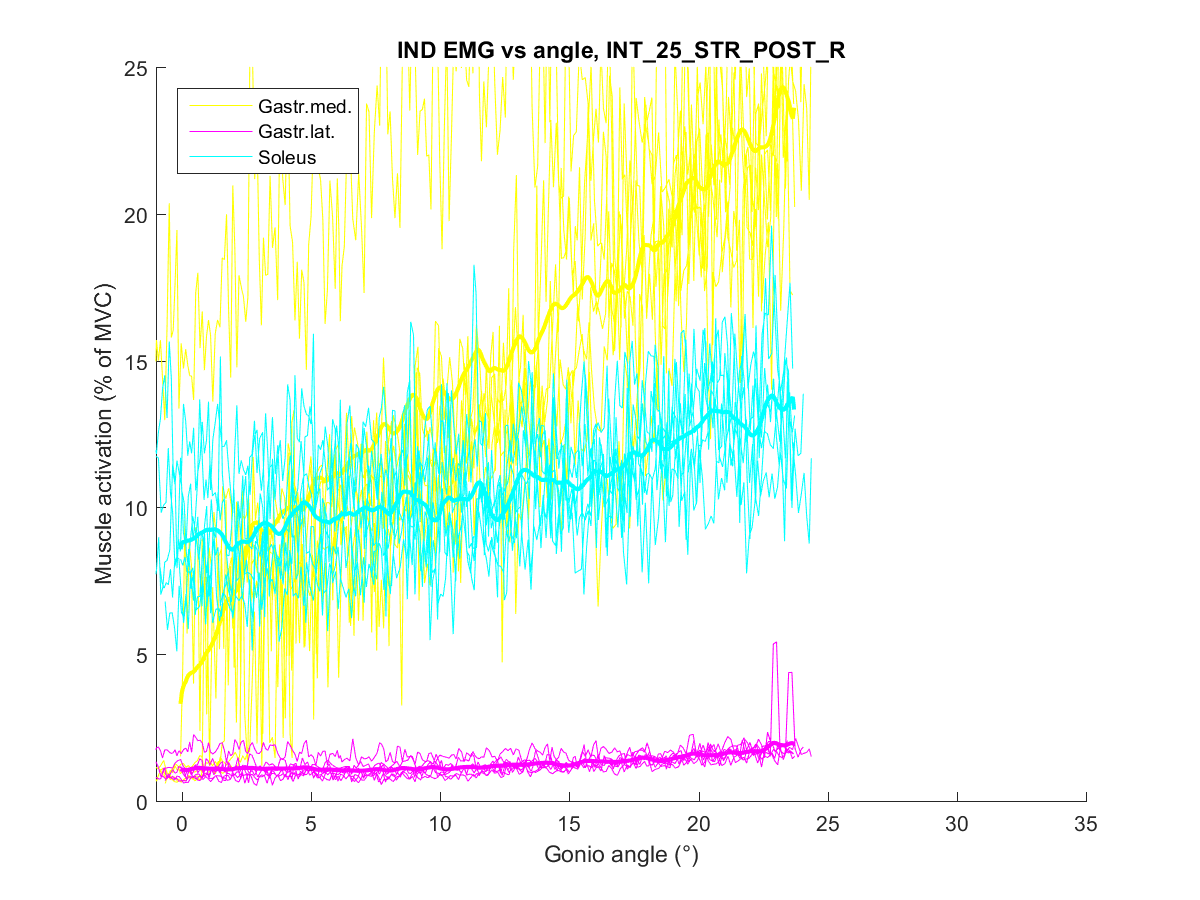 IND EMG vs angle, INT_25_STR_POST_R
25
20
15
10
5
0
Muscle activation (% of MVC)
Gastr.med.
Gastr.lat.
Soleus
0 5 10 15 20 25 30 35
Gonio angle (°)